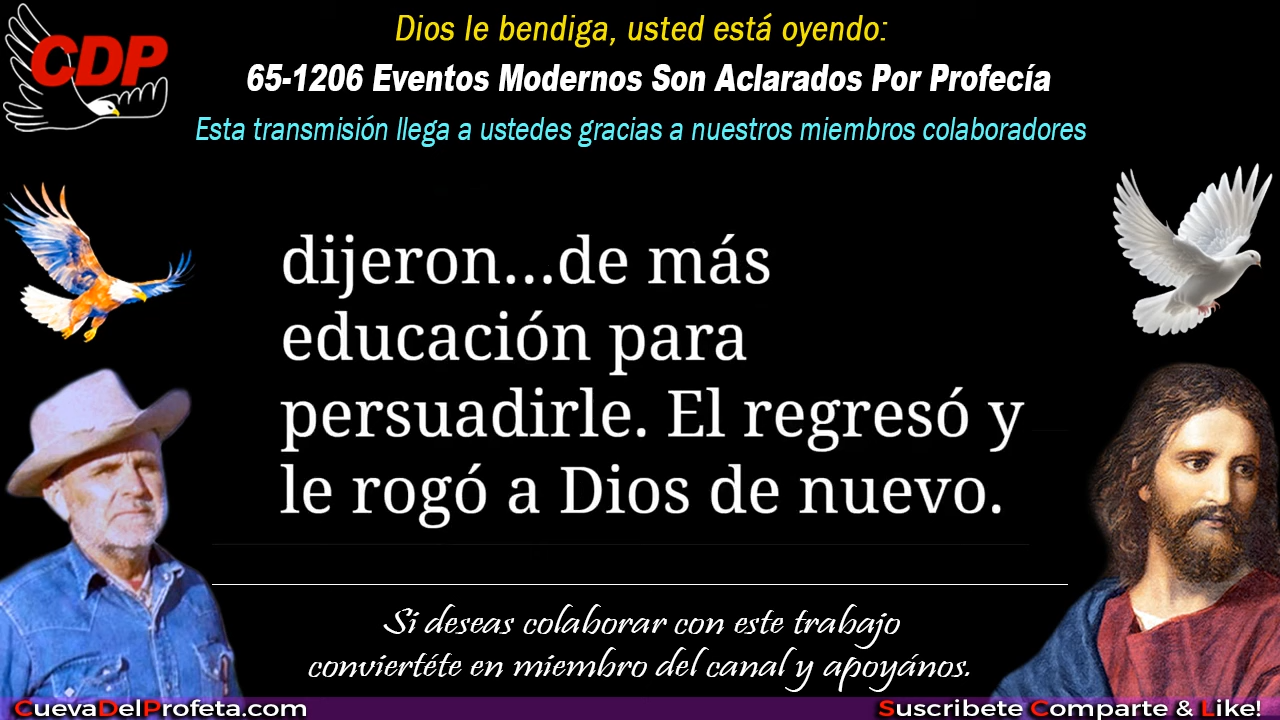 CDP
Dios le bendiga, usted está oyendo:
65-1206 Eventos Modernos Son Aclarados Por Profecía
Esta transmisión llega a ustedes gracias a nuestros miembros colaboradores
dijeron...de más
educación para
persuadirle. El regresó y
le rogó a Dios de nuevo.
Si deseas colaborar con este trabajo
conviertéte en miembro del canal y apoyános.
CuevaDelProfeta.com
Suscribete Comparte & Like!